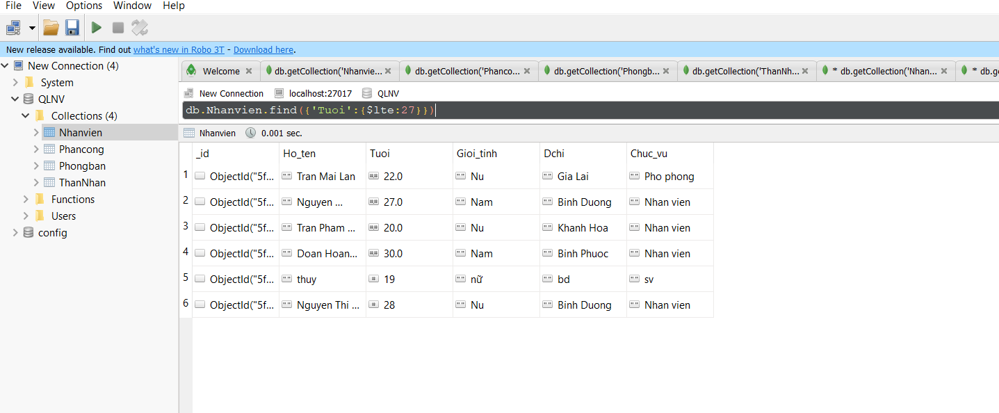 File View Options Window Help
New release available. Find out what's new in Robo 3T - Download here.
New Connection (4)
System
QLNV
Collections (4)
Nhanvien
Phancong
Phongban
ThanNhan
Functions
Users
config
Welcome db.getCollection('Nhanvie... db.getCollection('Phanco... db.getCollection('Phongb... db.getCollection('ThanNh... * db.getCollection('Nhan... * db.ge
New Connection localhost:27017 QLNV
db.Nhanvien.find({'Tuoi':{$lte:27}})
Nhanvien 0.001 sec.
_id Ho_ten Tuoi Gioi_tinh Dchi Chuc_vu
1 ObjectId("5f... Tran Mai Lan 22.0 Nu Gia Lai Pho phong
2 ObjectId("5f... Nguyen ... 27.0 Nam Binh Duong Nhan vien
3 ObjectId("5f... Tran Pham ... 20.0 Nu Khanh Hoa Nhan vien
4 ObjectId("5f... Doan Hoan... 30.0 Nam Binh Phuoc Nhan vien
5 ObjectId("5f... thuy 19 nữ bd sv
6 ObjectId("5f... Nguyen Thi ... 28 Nu Binh Duong Nhan vien